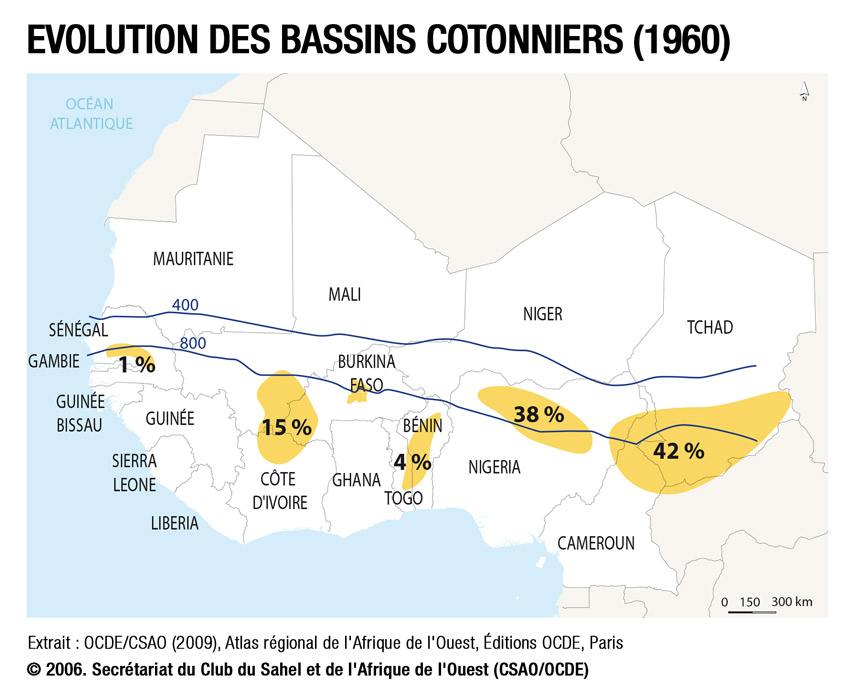 EVOLUTION DES BASSINS COTONNIERS (1960)
OCÉAN
ATLANTIQUE
N
MAURITANIE
MALI
400
NIGER
TCHAD
SÉNÉGAL
800
GAMBIE
1 %
BURKINA
FASO
GUINÉE
BISSAU
GUINÉE
15 %
BÉNIN
38 %
42 %
SIERRA
LEONE
4 %
NIGERIA
CÔTE
D'IVOIRE
GHANA
TOGO
LIBERIA
CAMEROUN
0 150 300 km
Extrait : OCDE/CSAO (2009), Atlas régional de l'Afrique de l'Ouest, Éditions OCDE, Paris
© 2006. Secrétariat du Club du Sahel et de l'Afrique de l'Ouest (CSAO/OCDE)